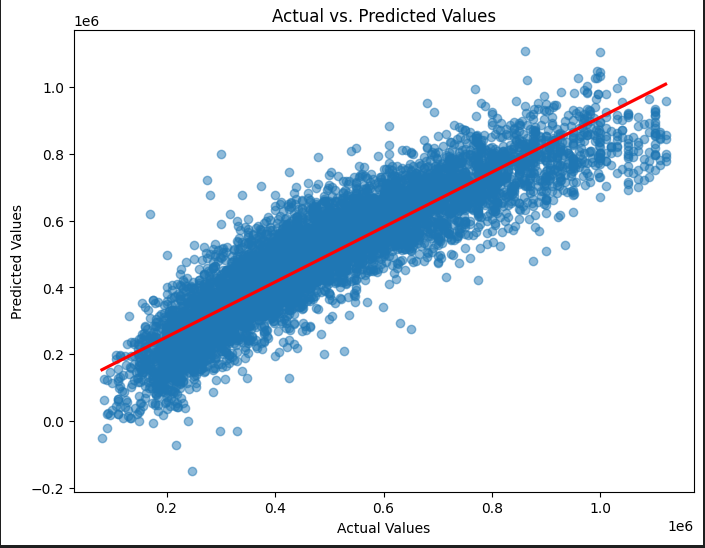 Actual vs. Predicted Values
1e6
1.0
0.8
0.6
0.4
0.2
0.0
−0.2
Predicted Values
0.2 0.4 0.6 0.8 1.0
1e6
Actual Values